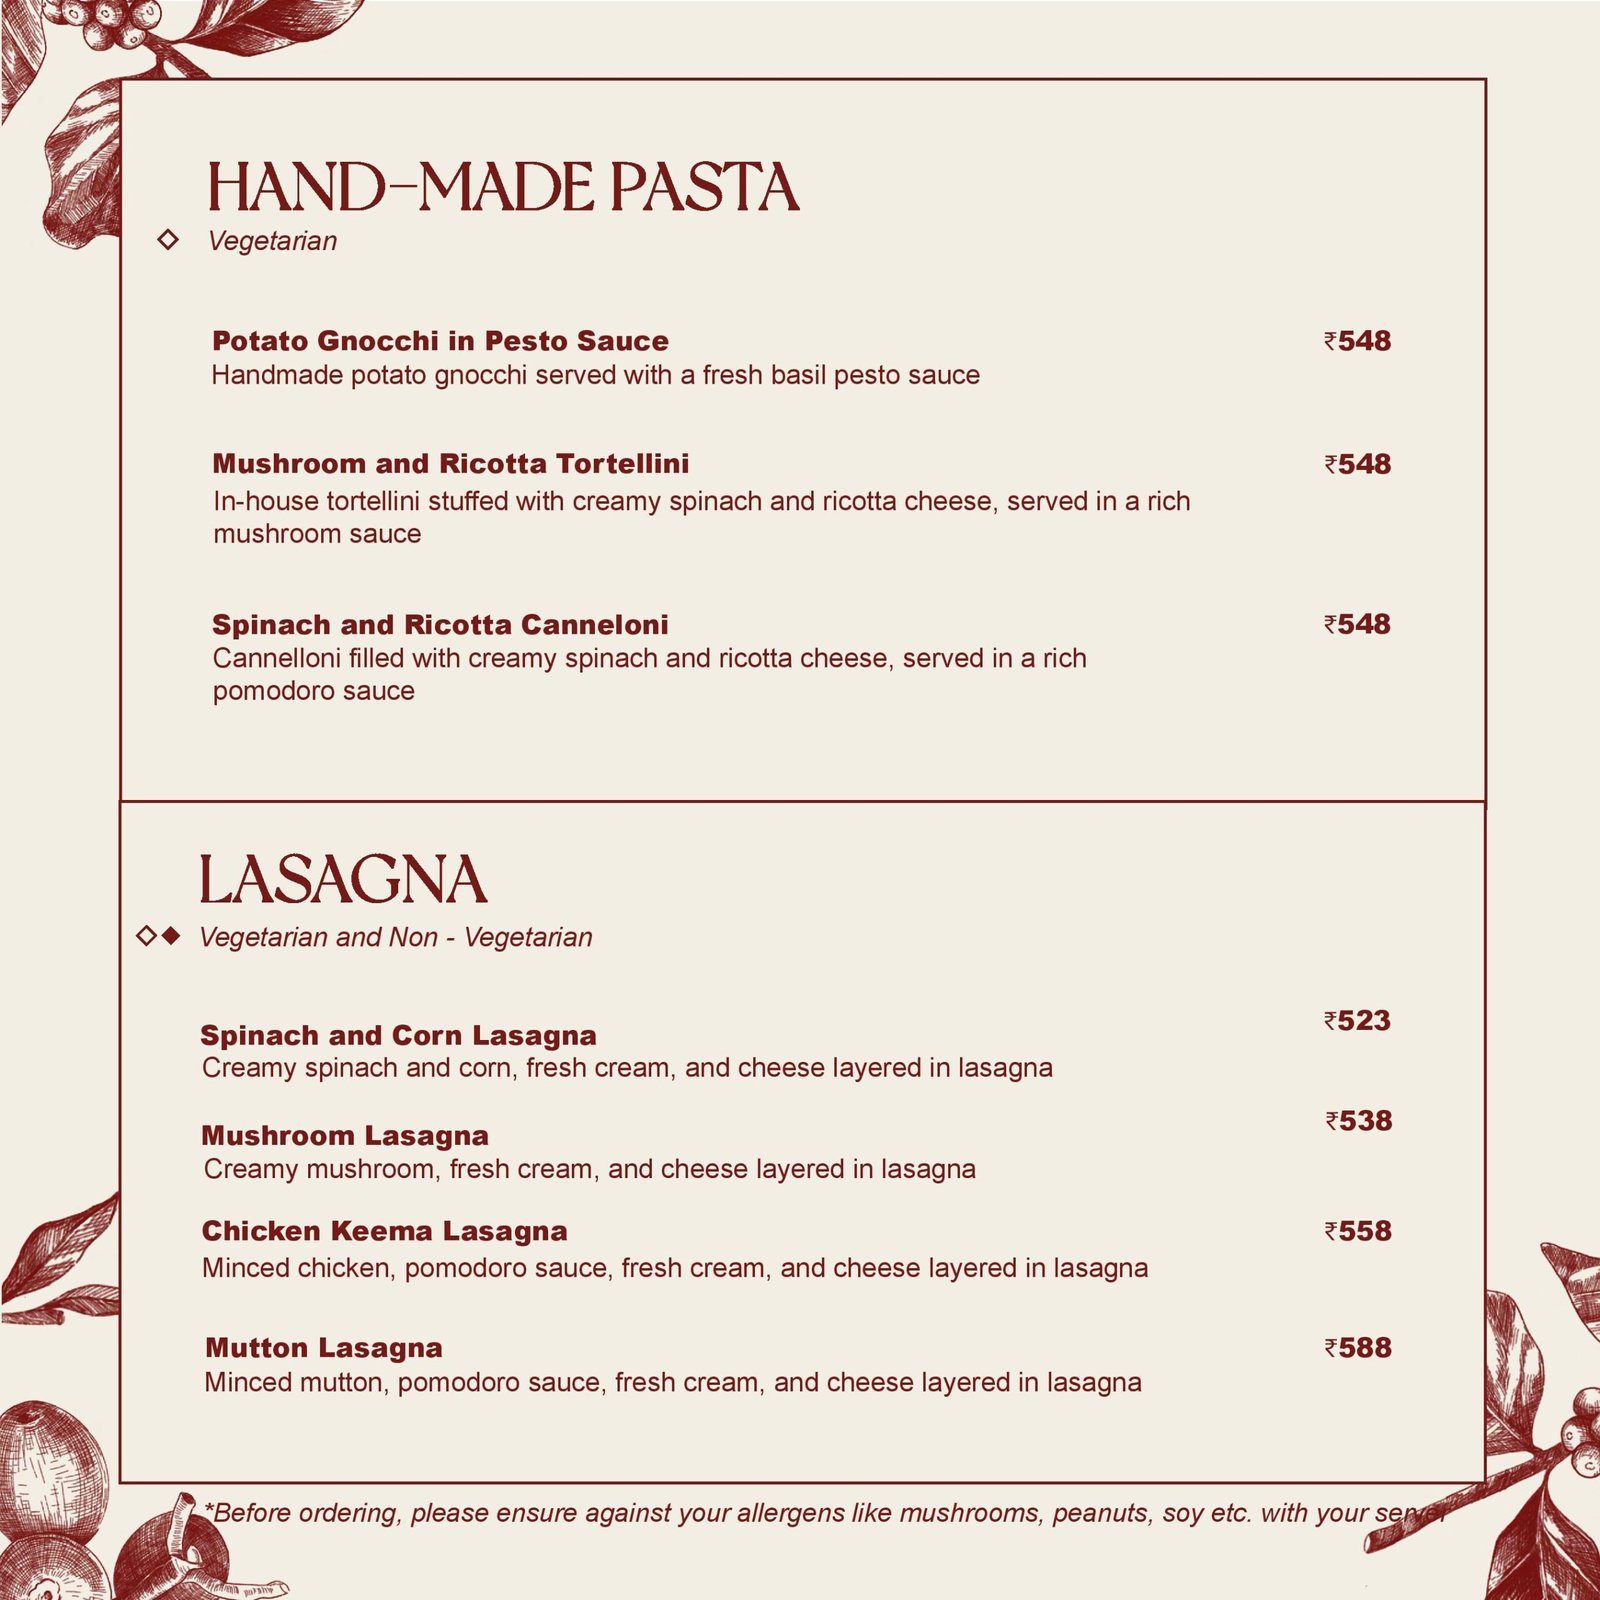 HAND-MADE PASTA
Vegetarian
Potato Gnocchi in Pesto Sauce ₹548
Handmade potato gnocchi served with a fresh basil pesto sauce
Mushroom and Ricotta Tortellini ₹548
In-house tortellini stuffed with creamy spinach and ricotta cheese, served in a rich
mushroom sauce
Spinach and Ricotta Canneloni ₹548
Cannelloni filled with creamy spinach and ricotta cheese, served in a rich
pomodoro sauce
LASAGNA
Vegetarian and Non - Vegetarian
Spinach and Corn Lasagna ₹523
Creamy spinach and corn, fresh cream, and cheese layered in lasagna
Mushroom Lasagna ₹538
Creamy mushroom, fresh cream, and cheese layered in lasagna
Chicken Keema Lasagna ₹558
Minced chicken, pomodoro sauce, fresh cream, and cheese layered in lasagna
Mutton Lasagna ₹588
Minced mutton, pomodoro sauce, fresh cream, and cheese layered in lasagna
*Before ordering, please ensure against your allergens like mushrooms, peanuts, soy etc. with your server